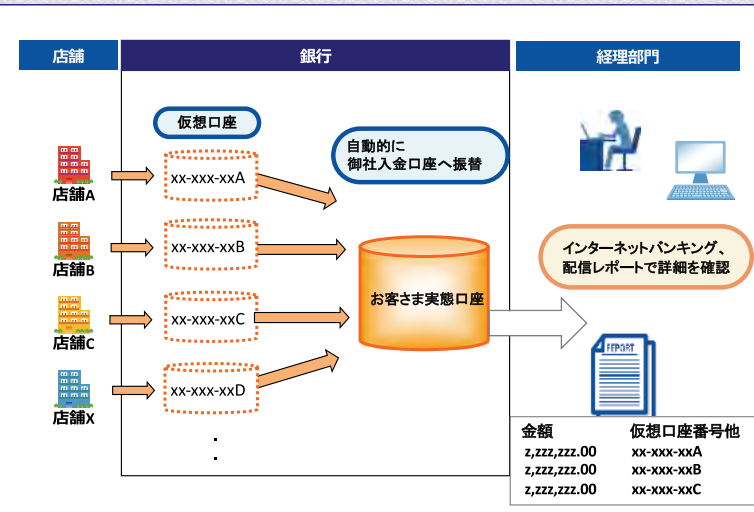 店舗
銀行
経理部門
仮想口座
自動的に
御社入金口座へ振替
xx-xxx-xxA
店舗A
xx-xxx-xxB
店舗B
インターネットバンキング、
配信レポートで詳細を確認
お客さま実態口座
xx-xxx-xxC
店舗C
REPORT
xx-xxx-xxD
店舗X
金額 仮想口座番号他
z,zzz,zzz.00 xx-xxx-xxA
z,zzz,zzz.00 xx-xxx-xxB
z,zzz,zzz.00 xx-xxx-xxC